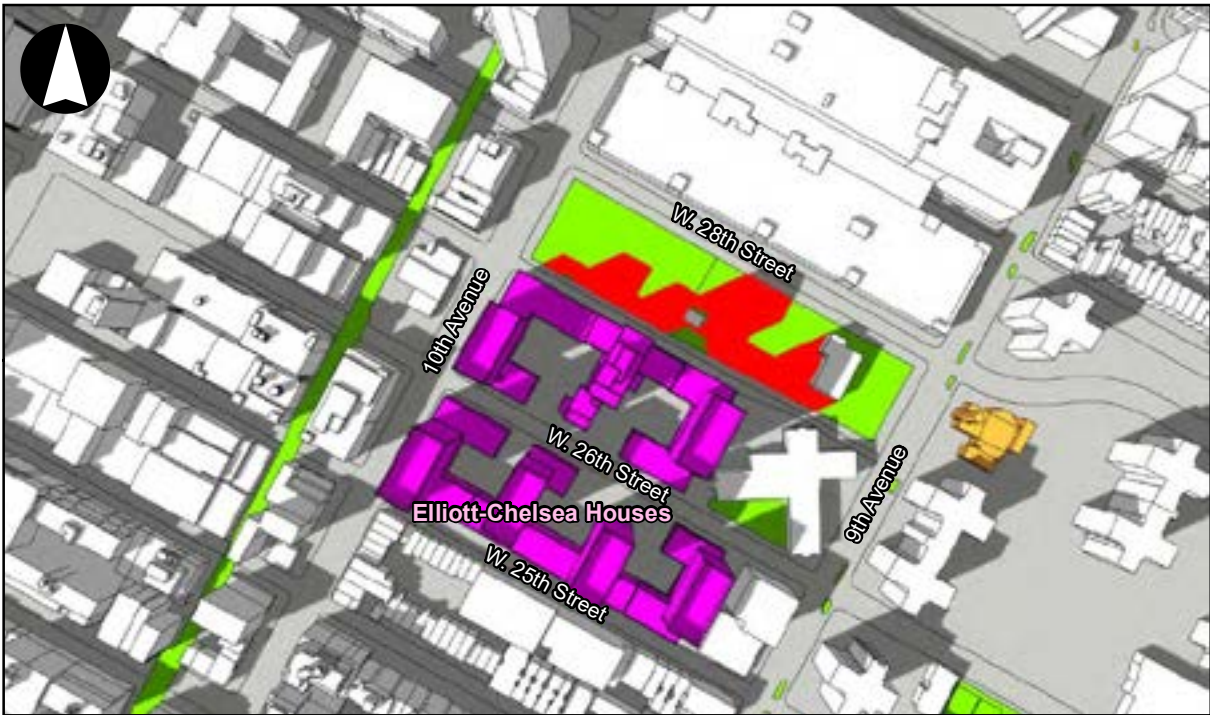 W. 28th Street
10th Avenue
W. 26th Street
9th Avenue
Elliott-Chelsea Houses
W. 25th Street